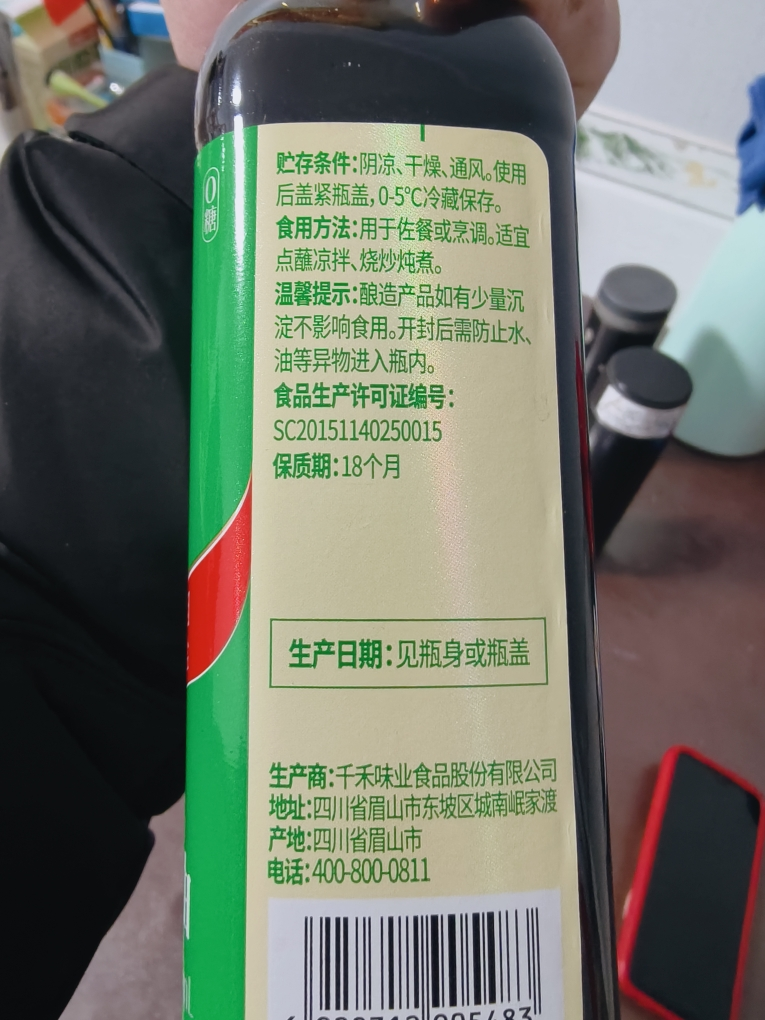 0糖
贮存条件:阴凉、干燥、通风。使用
后盖紧瓶盖,0-5℃冷藏保存。
食用方法:用于佐餐或烹调。适宜
点蘸凉拌、烧炒炖煮。
温馨提示:酿造产品如有少量沉
淀不影响食用。开封后需防止水、
油等异物进入瓶内。
食品生产许可证编号:
SC20151140250015
保质期:18个月
生产日期:见瓶身或瓶盖
生产商:千禾味业食品股份有限公司
地址:四川省眉山市东坡区城南岷家渡
产地:四川省眉山市
电话:400-800-0811